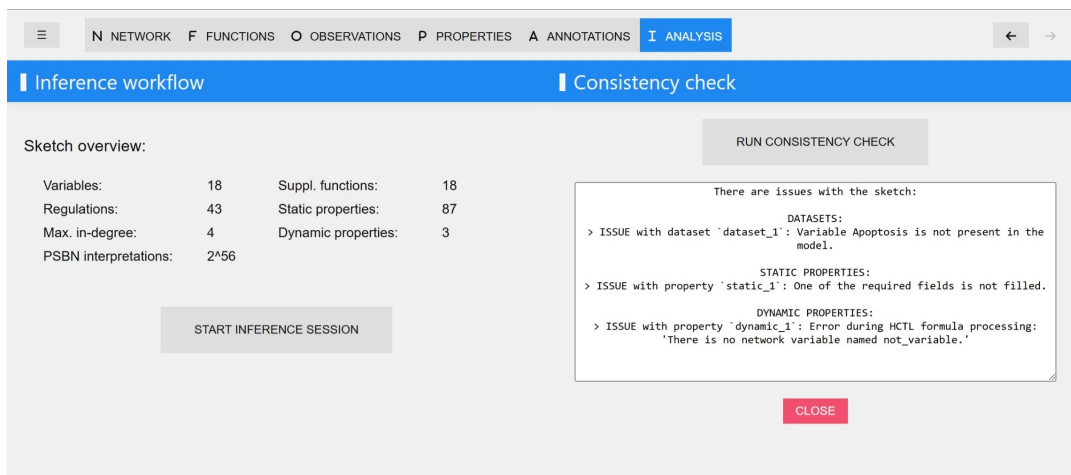 ☰ N NETWORK F FUNCTIONS O OBSERVATIONS P PROPERTIES A ANNOTATIONS I ANALYSIS ← →
Inference workflow
Sketch overview:
Variables: 18 Suppl. functions: 18
Regulations: 43 Static properties: 87
Max. in-degree: 4 Dynamic properties: 3
PSBN interpretations: 2^56
START INFERENCE SESSION
Consistency check
RUN CONSISTENCY CHECK
There are issues with the sketch:
DATASETS:
> ISSUE with dataset `dataset_1`: Variable Apoptosis is not present in the
model.
STATIC PROPERTIES:
> ISSUE with property `static_1`: One of the required fields is not filled.
DYNAMIC PROPERTIES:
> ISSUE with property `dynamic_1`: Error during HCTL formula processing:
'There is no network variable named not_variable.'
CLOSE